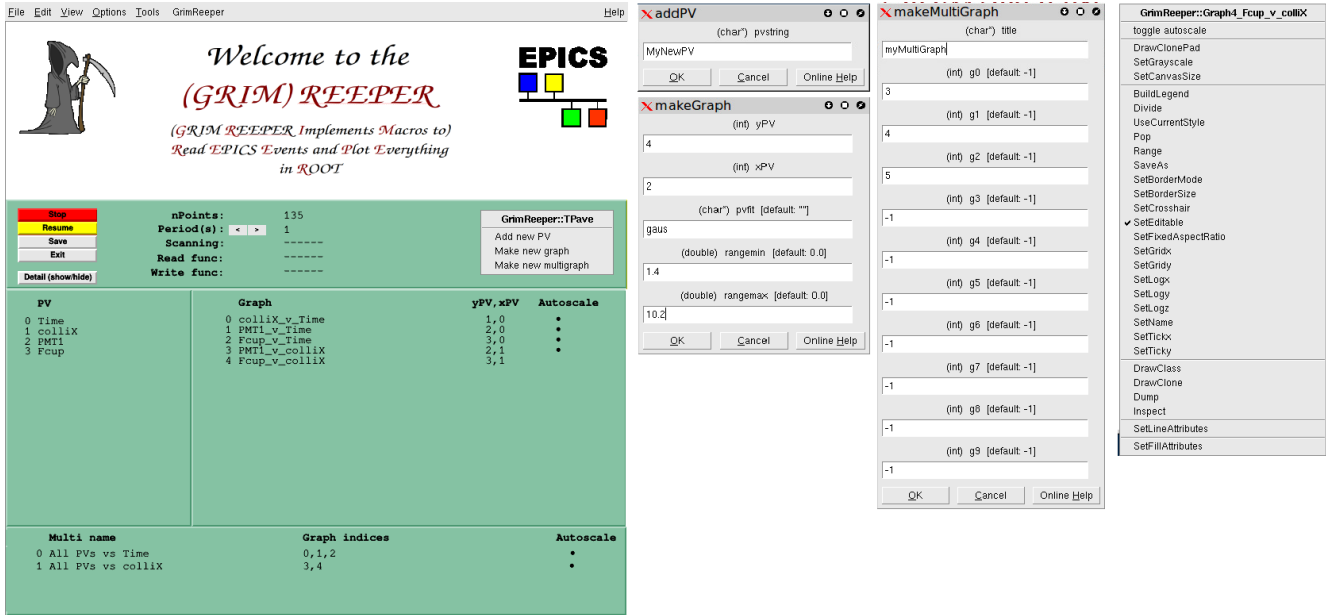 File Edit View Options Tools GrimReeper Help
Welcome to the
(GRIM) REEPER
(GRIM REEPER Implements Macros to)
Read EPICS Events and Plot Everything
in ROOT
EPICS
Stop
Resume
Save
Exit
Detail (show/hide)
nPoints: 135
Period(s): < > 1
Scanning: ------
Read func: ------
Write func: ------
GrimReeper::TPave
Add new PV
Make new graph
Make new multigraph
PV
0 Time
1 colliX
2 PMT1
3 Fcup
Graph yPV,xPV Autoscale
0 colliX_v_Time 1,0 •
1 PMT1_v_Time 2,0 •
2 Fcup_v_Time 3,0 •
3 PMT1_v_colliX 2,1 •
4 Fcup_v_colliX 3,1
Multi name Graph indices Autoscale
0 All PVs vs Time 0,1,2 •
1 All PVs vs colliX 3,4 •
addPV
(char*) pvstring
MyNewPV
OK Cancel Online Help
makeGraph
(int) yPV
4
(int) xPV
2
(char*) pvfit [default: ""]
gaus
(double) rangemin [default: 0.0]
1.4
(double) rangemax [default: 0.0]
10.2
OK Cancel Online Help
makeMultiGraph
(char*) title
myMultiGraph
(int) g0 [default: -1]
3
(int) g1 [default: -1]
4
(int) g2 [default: -1]
5
(int) g3 [default: -1]
-1
(int) g4 [default: -1]
-1
(int) g5 [default: -1]
-1
(int) g6 [default: -1]
-1
(int) g7 [default: -1]
-1
(int) g8 [default: -1]
-1
(int) g9 [default: -1]
-1
OK Cancel Online Help
GrimReeper::Graph4_Fcup_v_colliX
toggle autoscale
DrawClonePad
SetGrayscale
SetCanvasSize
BuildLegend
Divide
UseCurrentStyle
Pop
Range
SaveAs
SetBorderMode
SetBorderSize
SetCrosshair
✓ SetEditable
SetFixedAspectRatio
SetGridx
SetGridy
SetLogx
SetLogy
SetLogz
SetName
SetTickx
SetTicky
DrawClass
DrawClone
Dump
Inspect
SetLineAttributes
SetFillAttributes